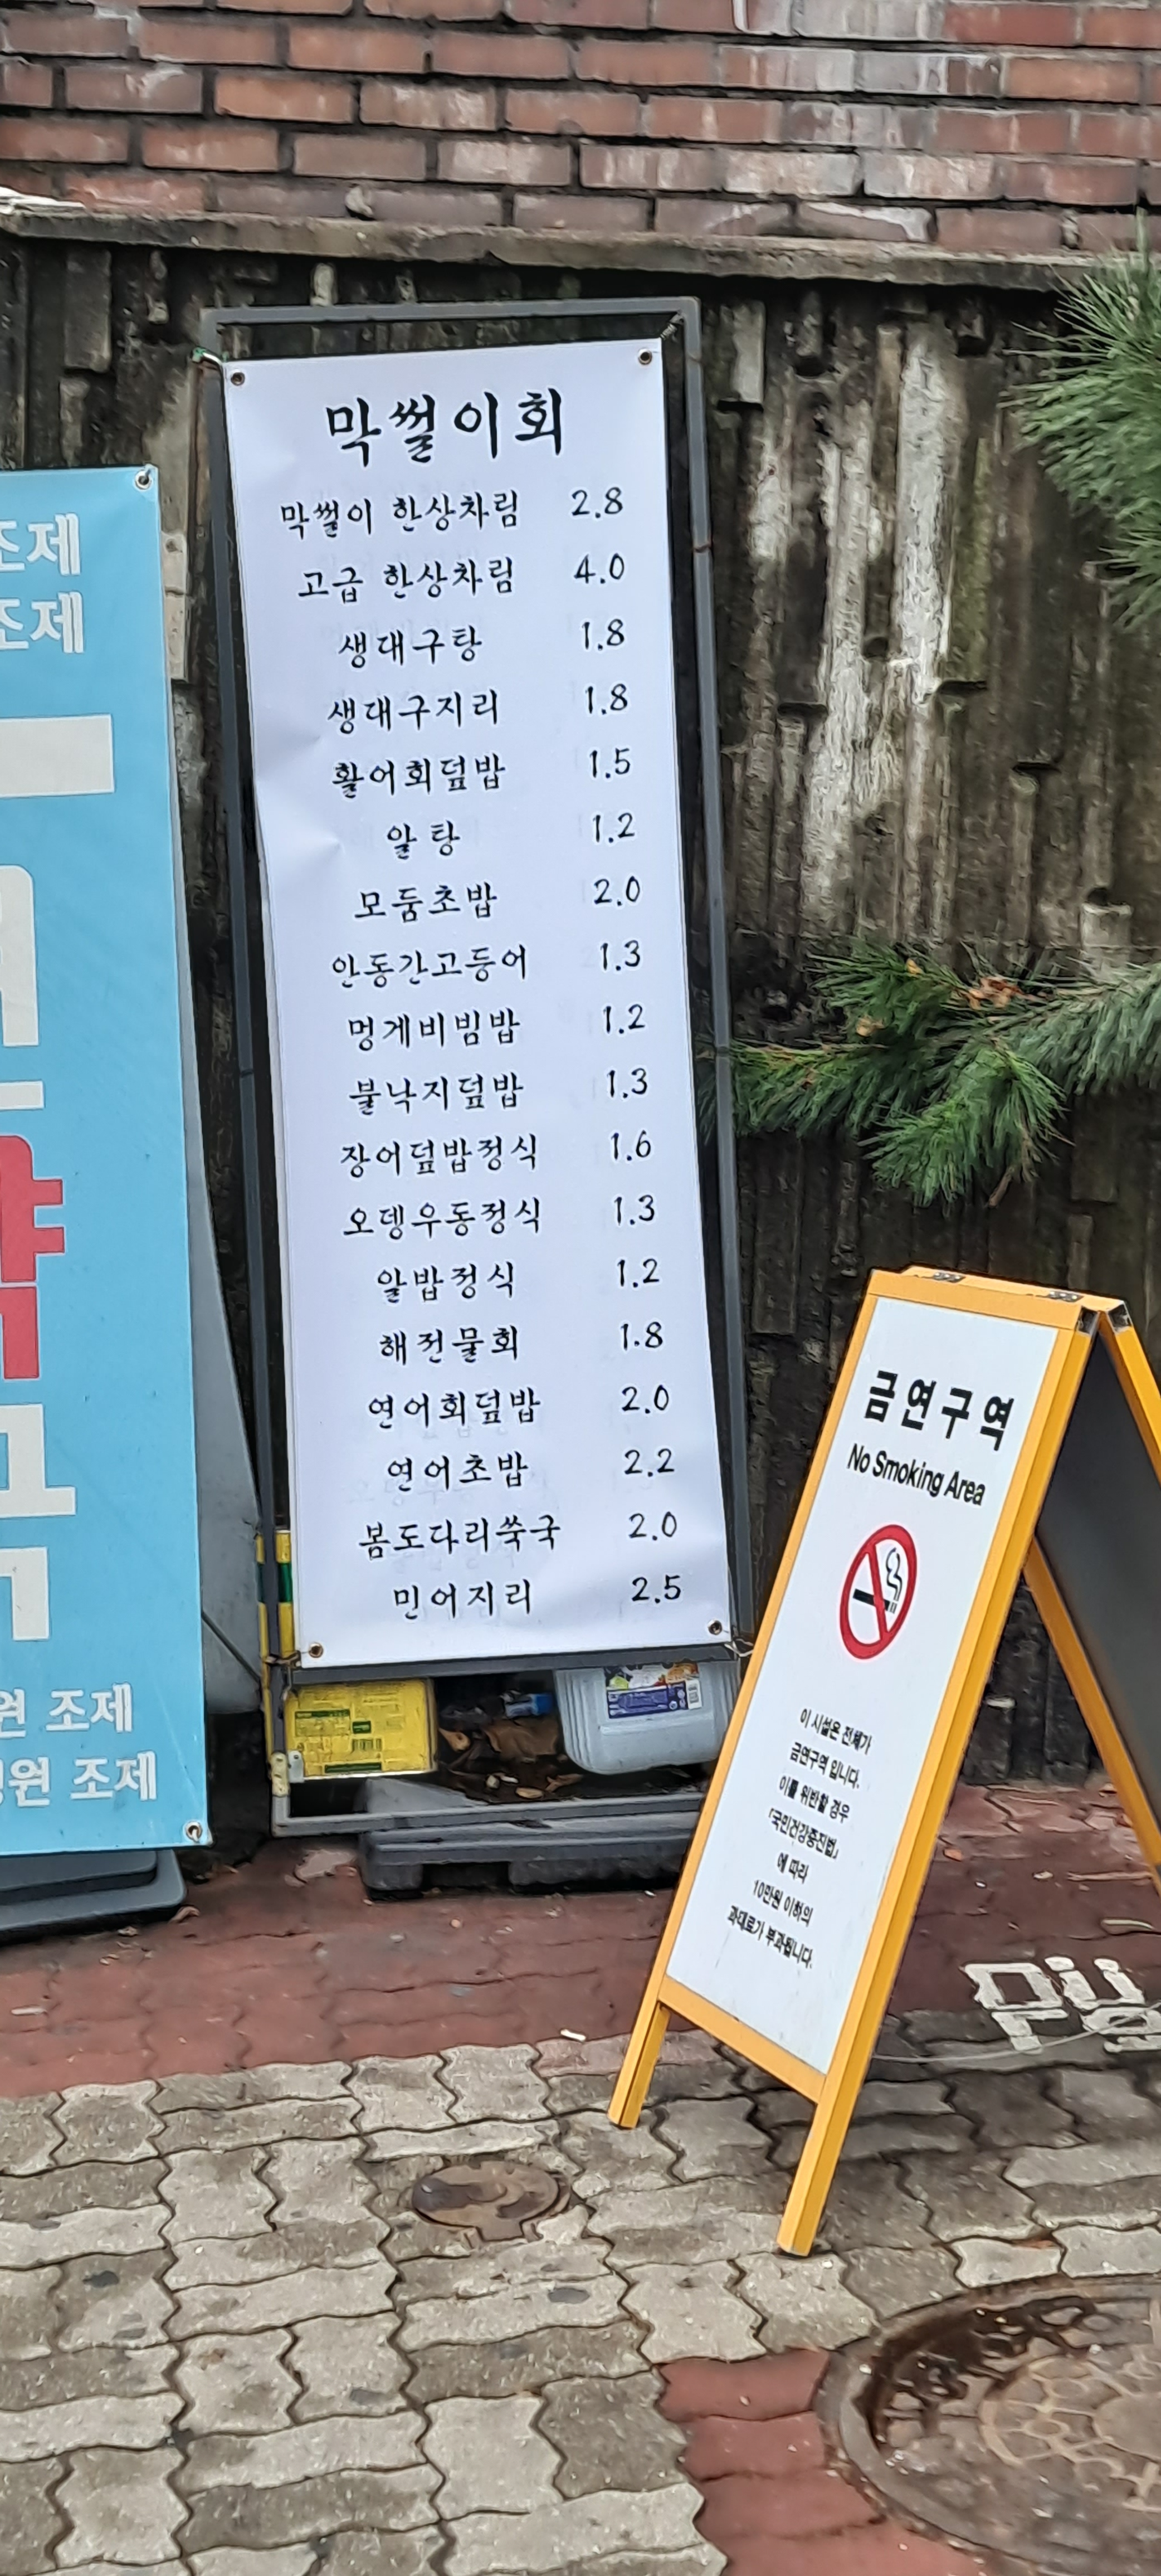 조제
조제
원 조제
원 조제
막썰이회
막썰이 한상차림 2.8
고급 한상차림 4.0
생대구탕 1.8
생대구지리 1.8
활어회덮밥 1.5
알탕 1.2
모둠초밥 2.0
안동간고등어 1.3
멍게비빔밥 1.2
불낙지덮밥 1.3
장어덮밥정식 1.6
오뎅우동정식 1.3
알밥정식 1.2
해전물회 1.8
연어회덮밥 2.0
연어초밥 2.2
봄도다리쑥국 2.0
민어지리 2.5
금연구역
No Smoking Area
이 시설은 전체가
금연구역 입니다.
이를 위반할 경우
「국민건강증진법」
에 따라
10만원 이하의
과태료가 부과됩니다.